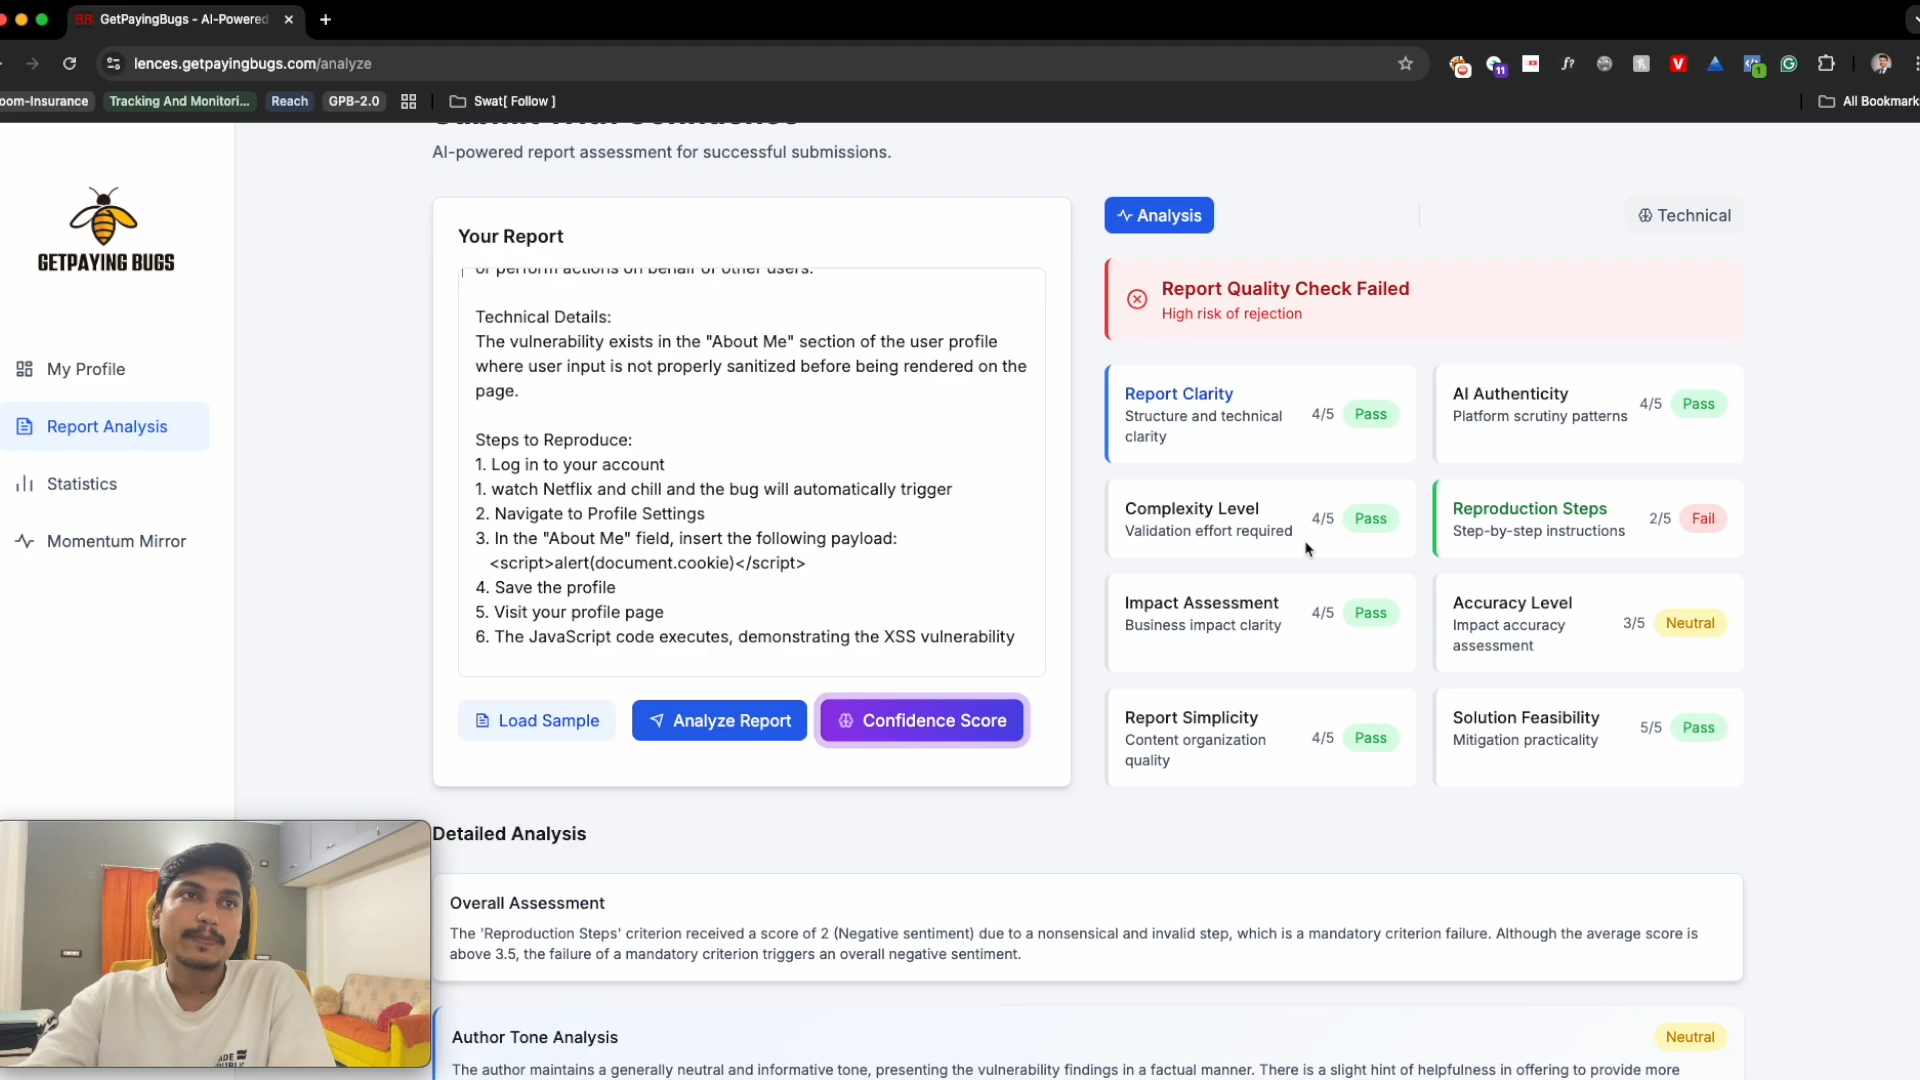 GetPayingBugs - AI-Powered
lences.getpayingbugs.com/analyze
11
1
oom-Insurance
Tracking And Monitori...
Reach
GPB-2.0
Swat[ Follow ]
All Bookmark
AI-powered report assessment for successful submissions.
GETPAYING BUGS
My Profile
Report Analysis
Statistics
Momentum Mirror
Your Report
or perform actions on behalf of other users.
Technical Details:
The vulnerability exists in the "About Me" section of the user profile
where user input is not properly sanitized before being rendered on the
page.
Steps to Reproduce:
1. Log in to your account
1. watch Netflix and chill and the bug will automatically trigger
2. Navigate to Profile Settings
3. In the "About Me" field, insert the following payload:
<script>alert(document.cookie)</script>
4. Save the profile
5. Visit your profile page
6. The JavaScript code executes, demonstrating the XSS vulnerability
Load Sample
Analyze Report
Confidence Score
Analysis
Technical
Report Quality Check Failed
High risk of rejection
Report Clarity
Structure and technical
clarity
4/5 Pass
AI Authenticity
Platform scrutiny patterns
4/5 Pass
Complexity Level
Validation effort required
4/5 Pass
Reproduction Steps
Step-by-step instructions
2/5 Fail
Impact Assessment
Business impact clarity
4/5 Pass
Accuracy Level
Impact accuracy
assessment
3/5 Neutral
Report Simplicity
Content organization
quality
4/5 Pass
Solution Feasibility
Mitigation practicality
5/5 Pass
Detailed Analysis
Overall Assessment
The 'Reproduction Steps' criterion received a score of 2 (Negative sentiment) due to a nonsensical and invalid step, which is a mandatory criterion failure. Although the average score is
above 3.5, the failure of a mandatory criterion triggers an overall negative sentiment.
Author Tone Analysis
Neutral
The author maintains a generally neutral and informative tone, presenting the vulnerability findings in a factual manner. There is a slight hint of helpfulness in offering to provide more